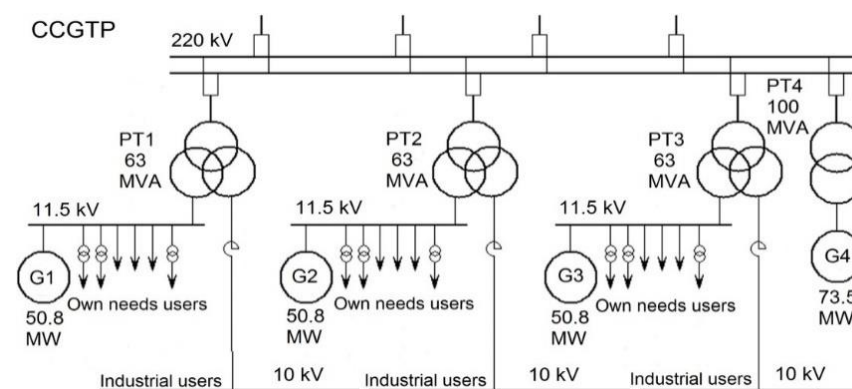 CCGTP
220 kV
PT1
63
MVA
PT2
63
MVA
PT3
63
MVA
PT4
100
MVA
11.5 kV
11.5 kV
11.5 kV
G1
G2
G3
G4
Own needs users
Own needs users
Own needs users
50.8
MW
50.8
MW
50.8
MW
73.5
MW
Industrial users
10 kV
Industrial users
10 kV
Industrial users
10 kV